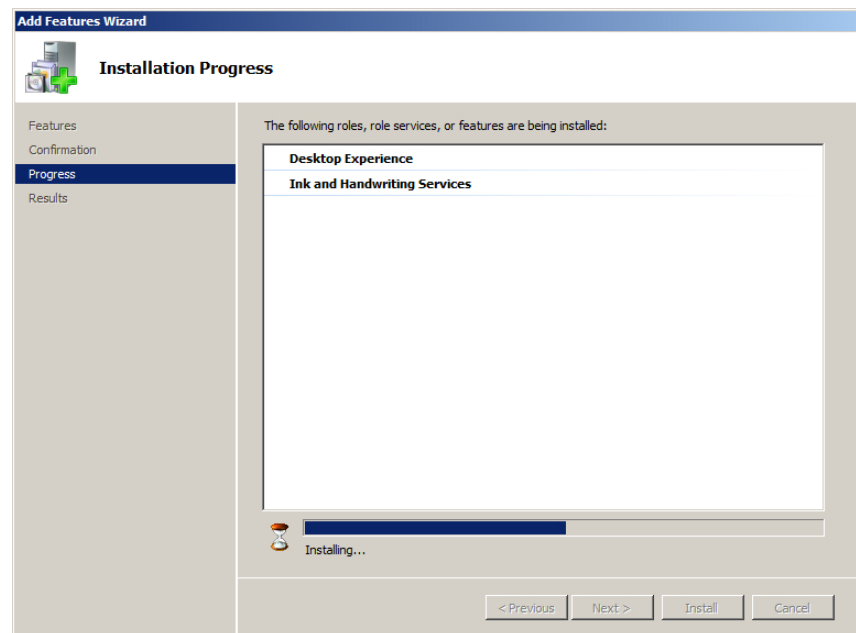 Add Features Wizard
Installation Progress
Features
Confirmation
Progress
Results
The following roles, role services, or features are being installed:
Desktop Experience
Ink and Handwriting Services
Installing...
< Previous
Next >
Install
Cancel